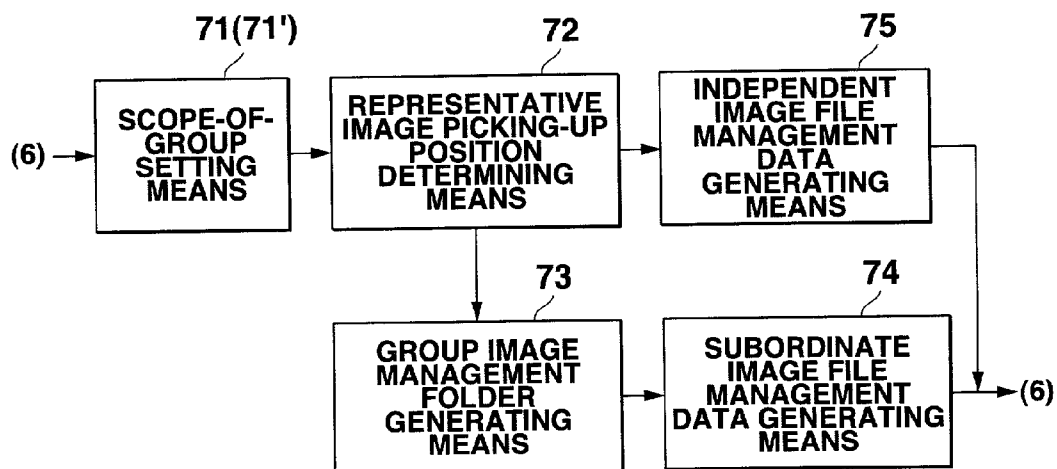 71(71')
72
75
(6)
SCOPE-OF-
GROUP
SETTING
MEANS
REPRESENTATIVE
IMAGE PICKING-UP
POSITION
DETERMINING
MEANS
INDEPENDENT
IMAGE FILE
MANAGEMENT
DATA
GENERATING
MEANS
73
74
GROUP IMAGE
MANAGEMENT
FOLDER
GENERATING
MEANS
SUBORDINATE
IMAGE FILE
MANAGEMENT
DATA GENERATING
MEANS
(6)